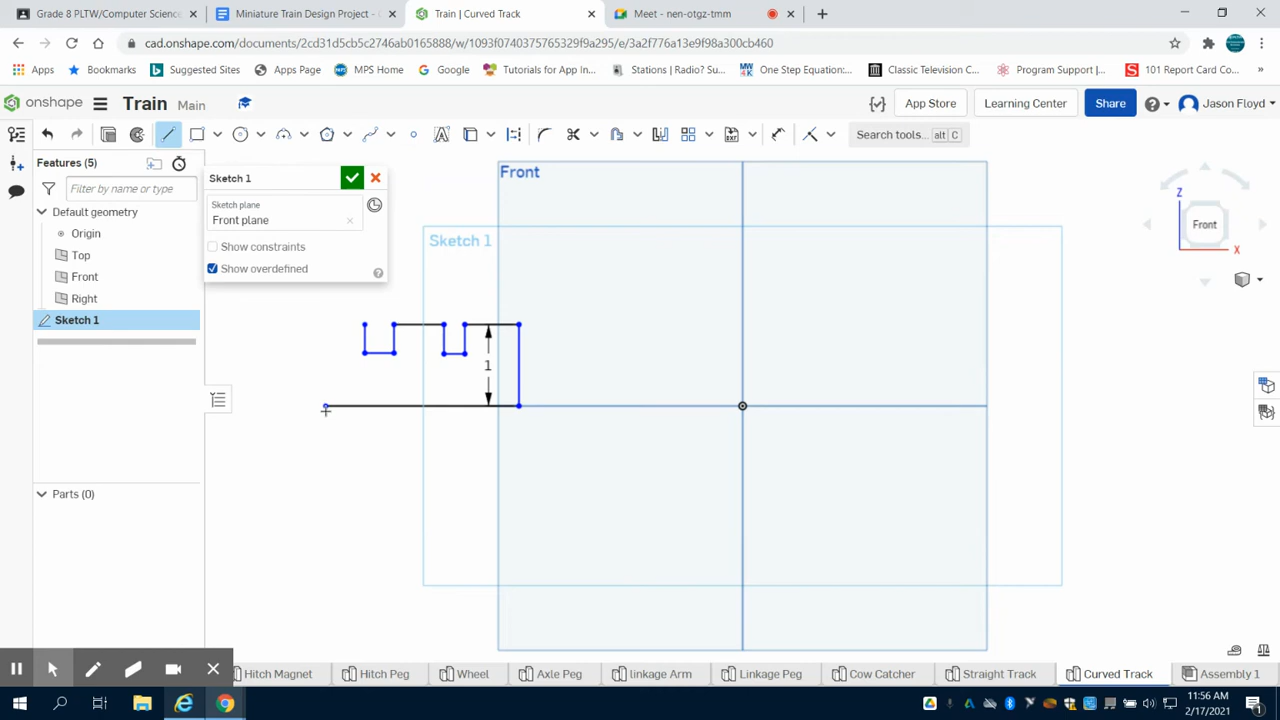 Grade 8 PLTW/Computer Science
Miniature Train Design Project -
Train | Curved Track
Meet - nen-otgz-tmm
cad.onshape.com/documents/2cd31d5cb5c2746ab0165888/w/1093f0740375765329f9a295/e/3a2f776a13e9f98a300cb460
Apps
Bookmarks
Suggested Sites
Apps Page
MPS Home
Google
Tutorials for App In...
Stations | Radio? Su...
One Step Equation:...
Classic Television C...
Program Support |...
101 Report Card Co...
»
onshape
Train
Main
App Store
Learning Center
Share
Jason Floyd
Search tools...
alt
C
Features (5)
Filter by name or type
Default geometry
Origin
Top
Front
Right
Sketch 1
Parts (0)
Sketch 1
Sketch plane
Front plane
Show constraints
Show overdefined
Front
Sketch 1
1
Z
X
Front
Hitch Magnet
Hitch Peg
Wheel
Axle Peg
linkage Arm
Linkage Peg
Cow Catcher
Straight Track
Curved Track
Assembly 1
11:56 AM
2/17/2021